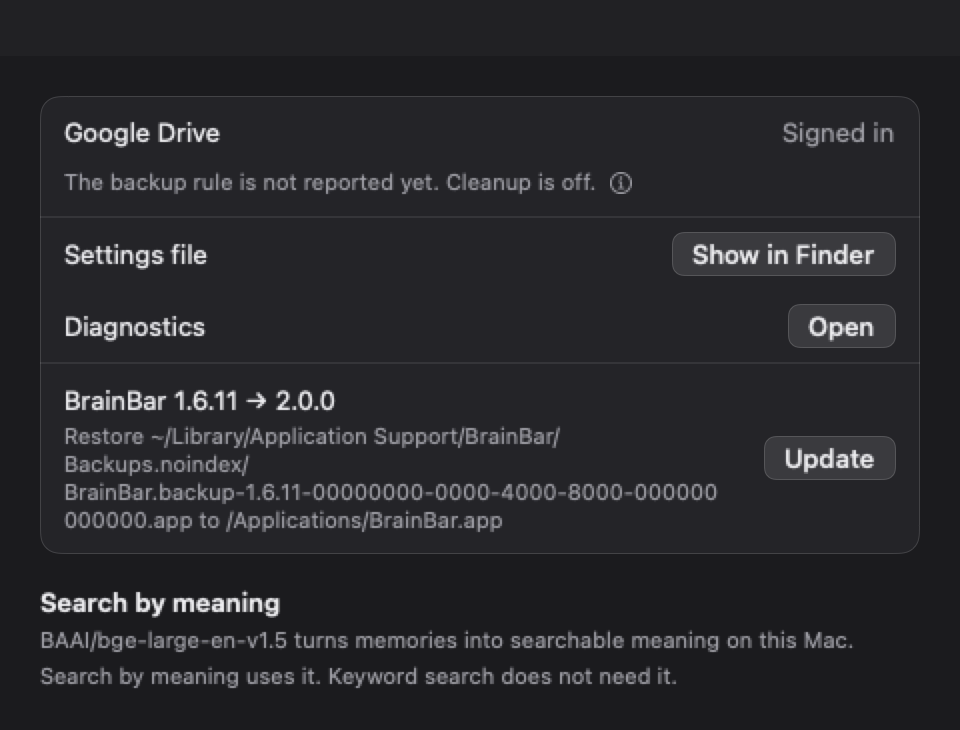 Google Drive
Signed in
The backup rule is not reported yet. Cleanup is off.
Settings file
Show in Finder
Diagnostics
Open
BrainBar 1.6.11 → 2.0.0
Restore ~/Library/Application Support/BrainBar/
Backups.noindex/
BrainBar.backup-1.6.11-00000000-0000-4000-8000-000000
000000.app to /Applications/BrainBar.app
Update
Search by meaning
BAAI/bge-large-en-v1.5 turns memories into searchable meaning on this Mac.
Search by meaning uses it. Keyword search does not need it.